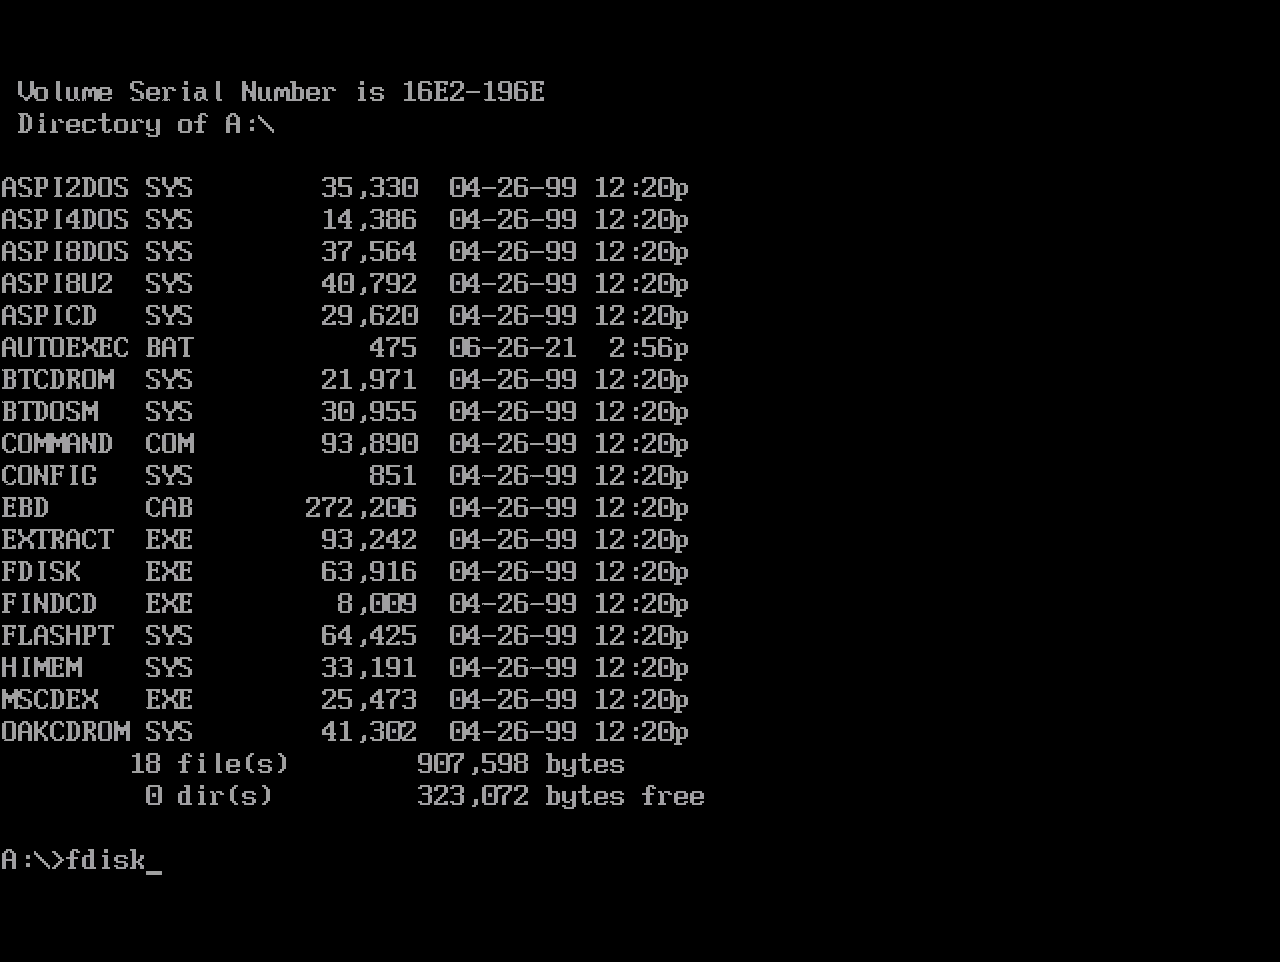 Volume Serial Number is 16E2-196E
Directory of A:\
ASPI2DOS SYS        35,330  04-26-99 12:20p
ASPI4DOS SYS        14,386  04-26-99 12:20p
ASPI8DOS SYS        37,564  04-26-99 12:20p
ASPI8U2  SYS        40,792  04-26-99 12:20p
ASPICD   SYS        29,620  04-26-99 12:20p
AUTOEXEC BAT           475  06-26-21  2:56p
BTCDROM  SYS        21,971  04-26-99 12:20p
BTDOSM   SYS        30,955  04-26-99 12:20p
COMMAND  COM        93,890  04-26-99 12:20p
CONFIG   SYS           851  04-26-99 12:20p
EBD      CAB       272,206  04-26-99 12:20p
EXTRACT  EXE        93,242  04-26-99 12:20p
FDISK    EXE        63,916  04-26-99 12:20p
FINDCD   EXE         8,009  04-26-99 12:20p
FLASHPT  SYS        64,425  04-26-99 12:20p
HIMEM    SYS        33,191  04-26-99 12:20p
MSCDEX   EXE        25,473  04-26-99 12:20p
OAKCDROM SYS        41,302  04-26-99 12:20p
18 file(s)        907,598 bytes
0 dir(s)         323,072 bytes free
A:\>fdisk_